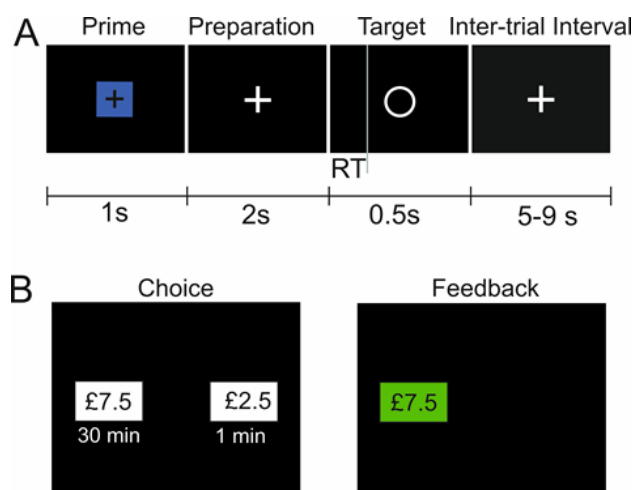 A
Prime Preparation Target Inter-trial Interval
RT
1s 2s 0.5s 5-9 s
B
Choice Feedback
£7.5 £2.5 £7.5
30 min 1 min